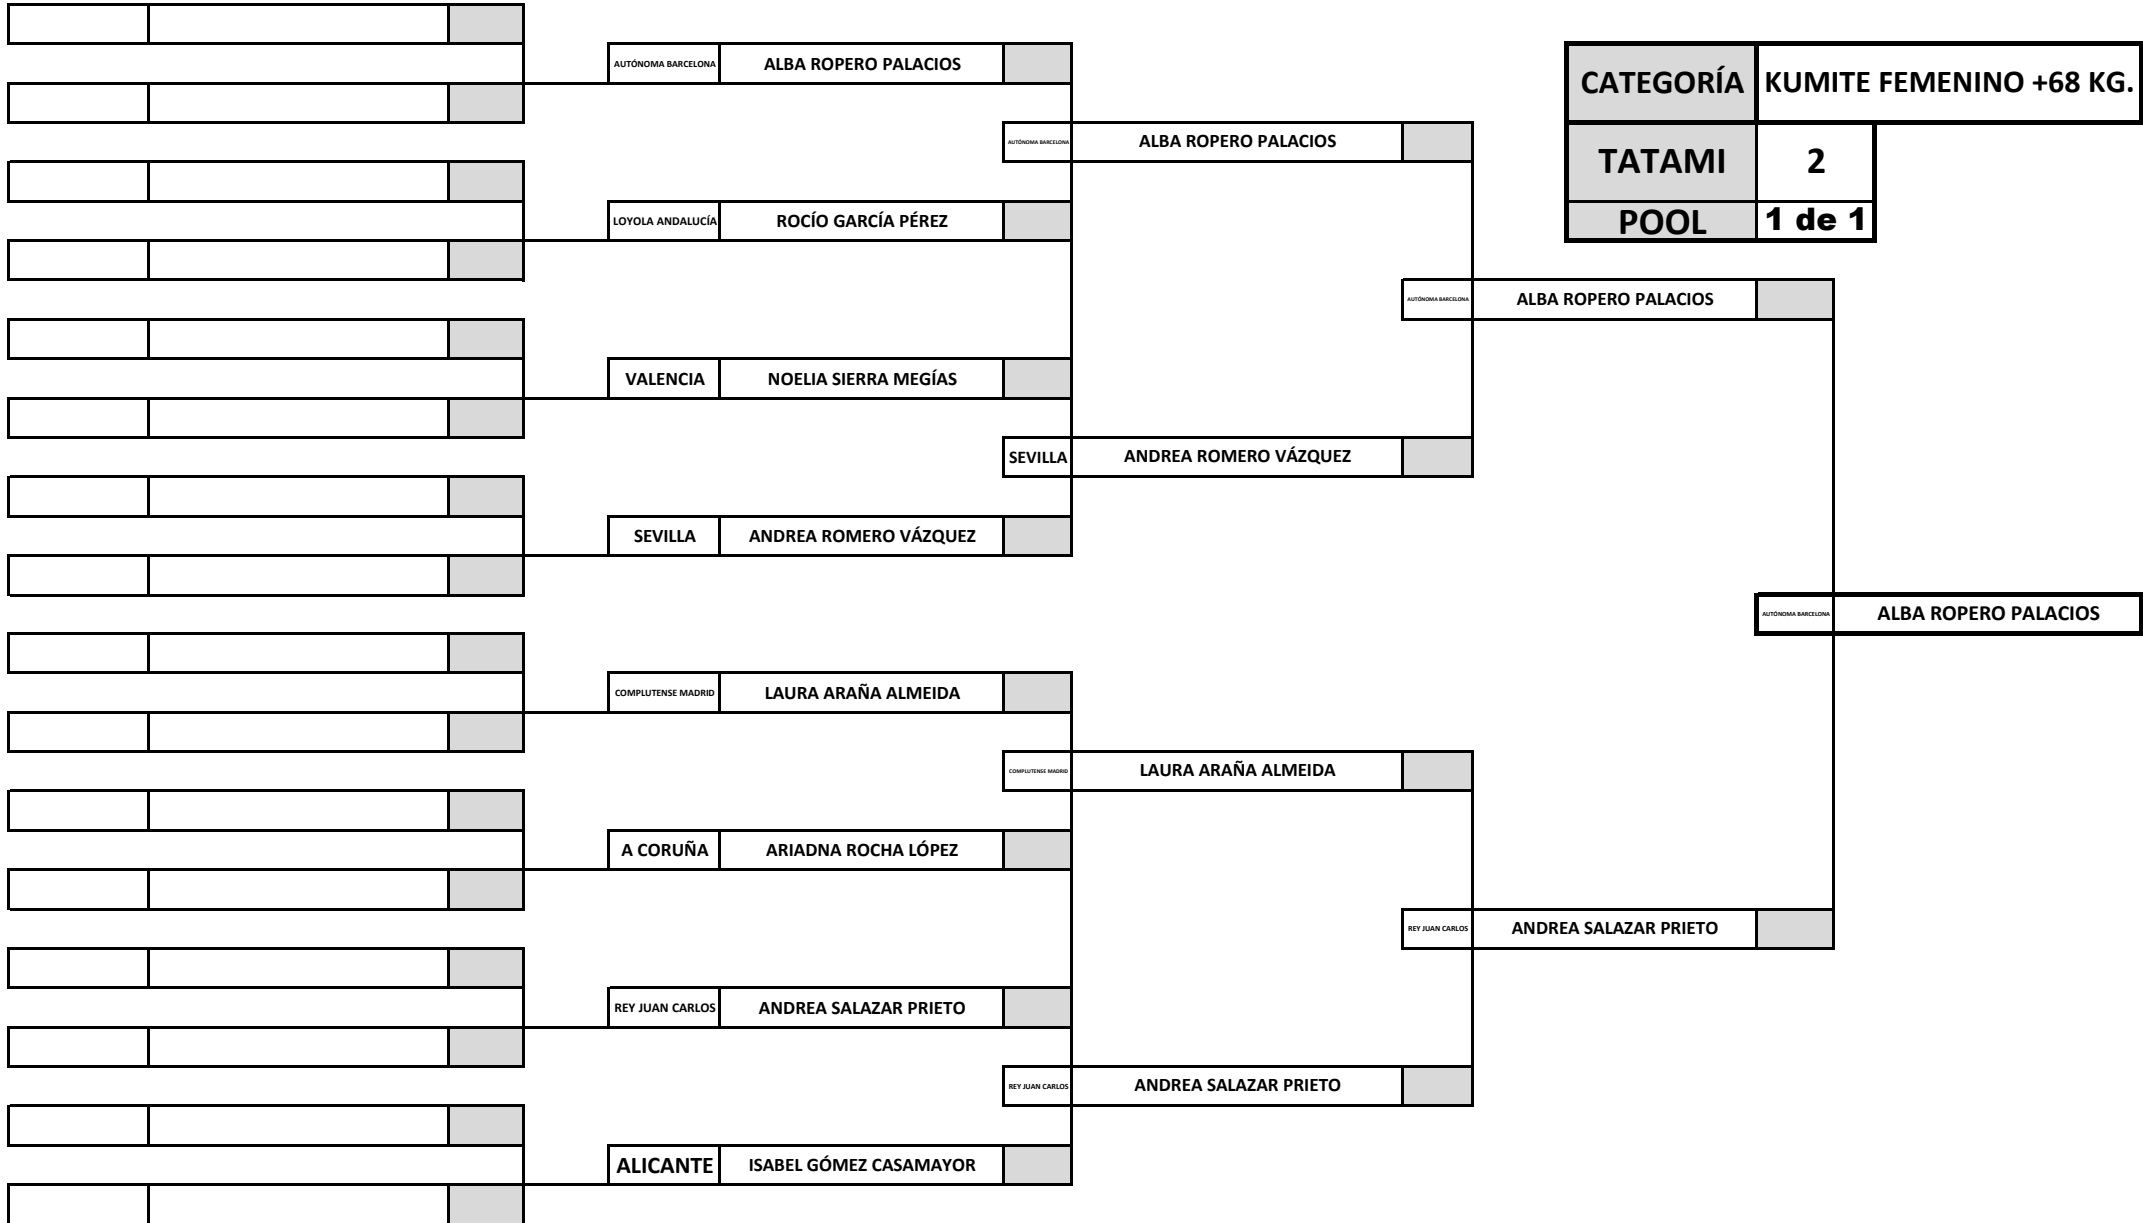 AUTÓNOMA BARCELONA ALBA ROPERO PALACIOS
CATEGORÍA KUMITE FEMENINO +68 KG.
AUTÓNOMA BARCELONA ALBA ROPERO PALACIOS
TATAMI 2
LOYOLA ANDALUCÍA ROCÍO GARCÍA PÉREZ
POOL 1 de 1
AUTÓNOMA BARCELONA ALBA ROPERO PALACIOS
VALENCIA NOELIA SIERRA MEGÍAS
SEVILLA ANDREA ROMERO VÁZQUEZ
SEVILLA ANDREA ROMERO VÁZQUEZ
AUTÓNOMA BARCELONA ALBA ROPERO PALACIOS
COMPLUTENSE MADRID LAURA ARAÑA ALMEIDA
COMPLUTENSE MADRID LAURA ARAÑA ALMEIDA
A CORUÑA ARIADNA ROCHA LÓPEZ
REY JUAN CARLOS ANDREA SALAZAR PRIETO
REY JUAN CARLOS ANDREA SALAZAR PRIETO
REY JUAN CARLOS ANDREA SALAZAR PRIETO
ALICANTE ISABEL GÓMEZ CASAMAYOR